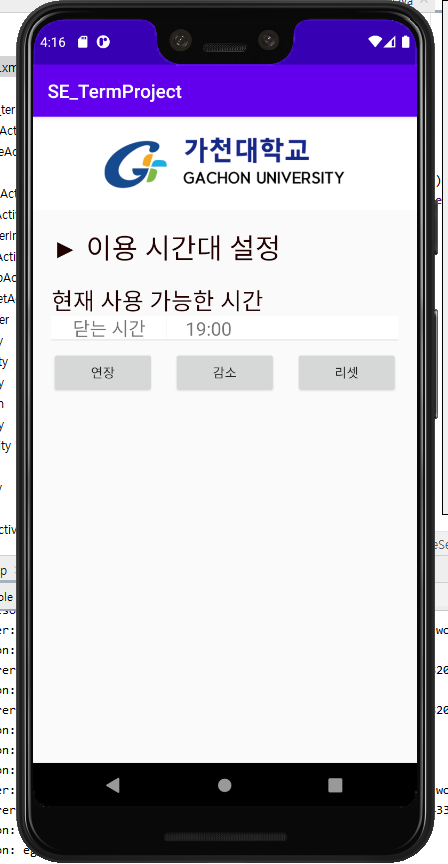 4:16
SE_TermProject
가천대학교
GACHON UNIVERSITY
► 이용 시간대 설정
현재 사용 가능한 시간
닫는 시간 19:00
연장 감소 리셋